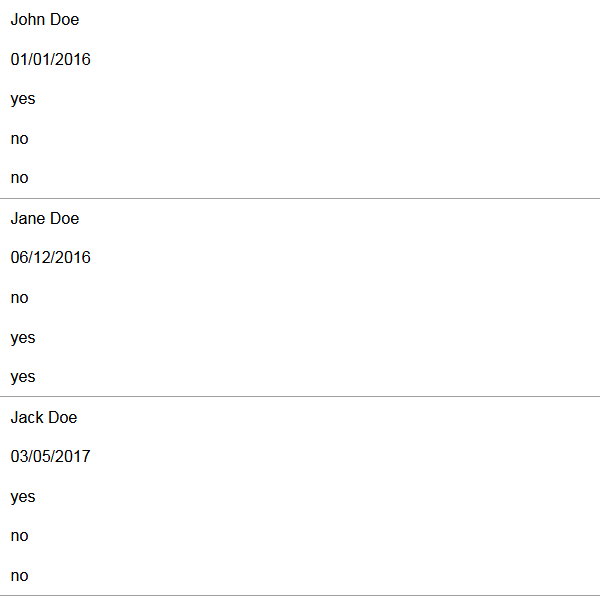 John Doe
01/01/2016
yes
no
no
Jane Doe
06/12/2016
no
yes
yes
Jack Doe
03/05/2017
yes
no
no